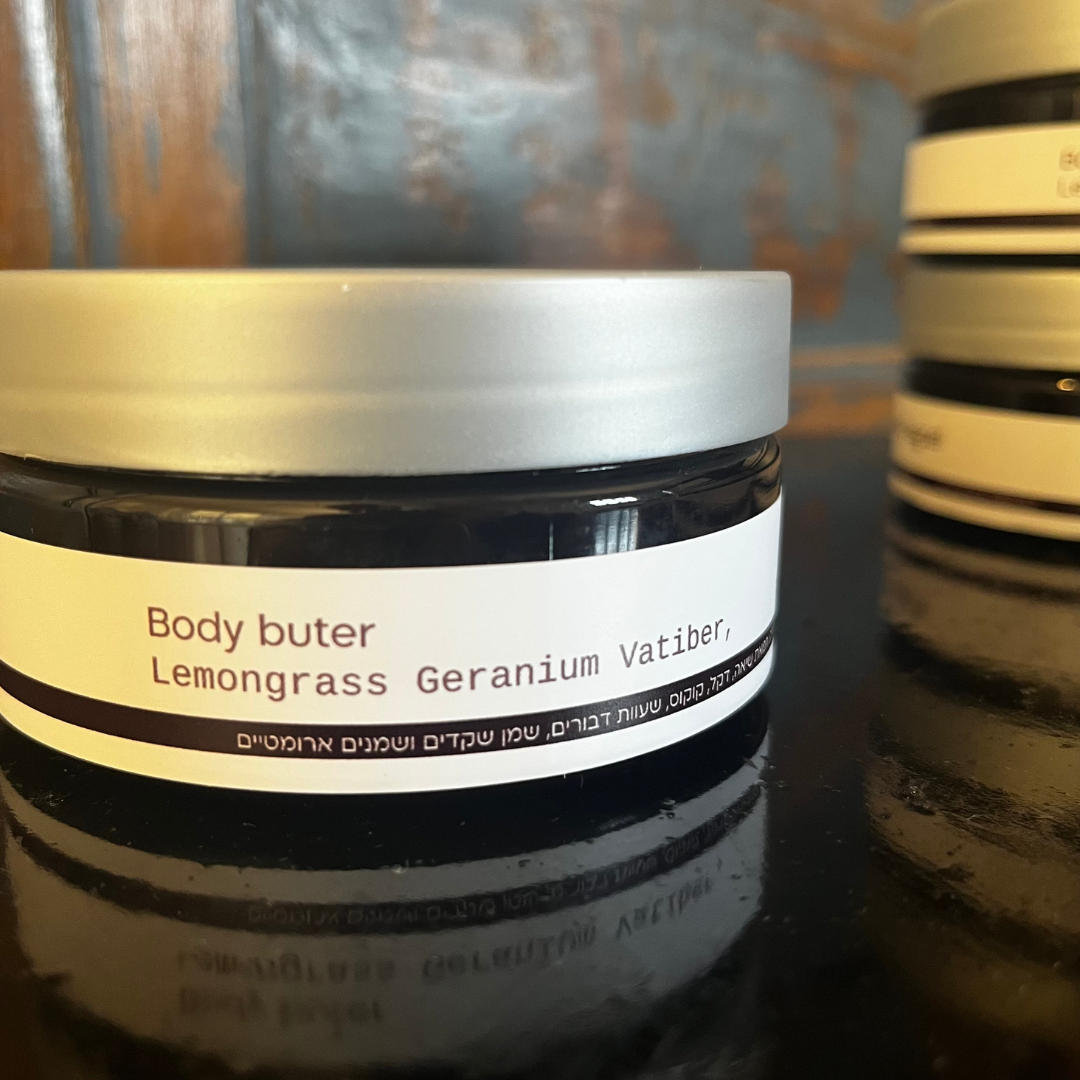 Body buter
Lemongrass Geranium Vatiber,
שיאה, דקל, קוקוס, שעוות דבורים, שמן שקדים ושמנים ארומטיים